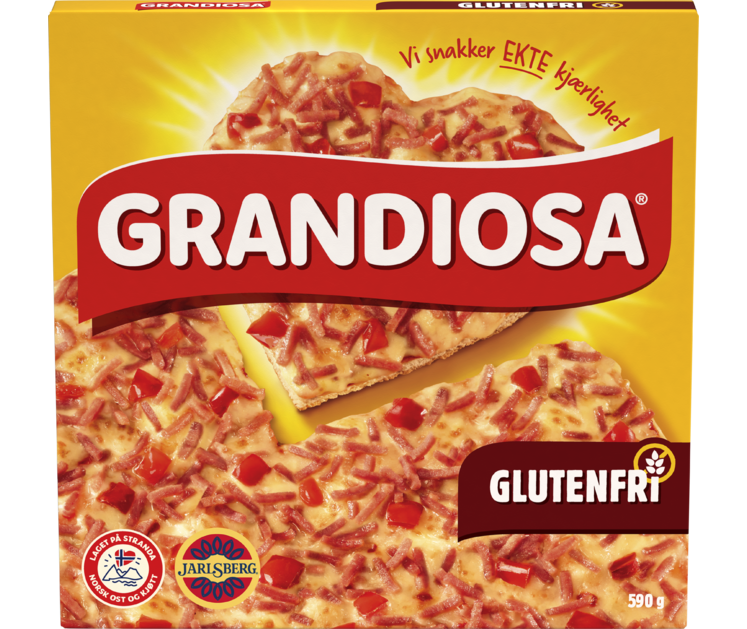 GRANDIOSA
GLUTENFRI
Vi snakker EKTE kjærlighet
GRANDIOSA®
GLUTENFRI
LAGET PÅ STRANDA
NORSK OST OG KJØTT
JARLSBERG
590 g